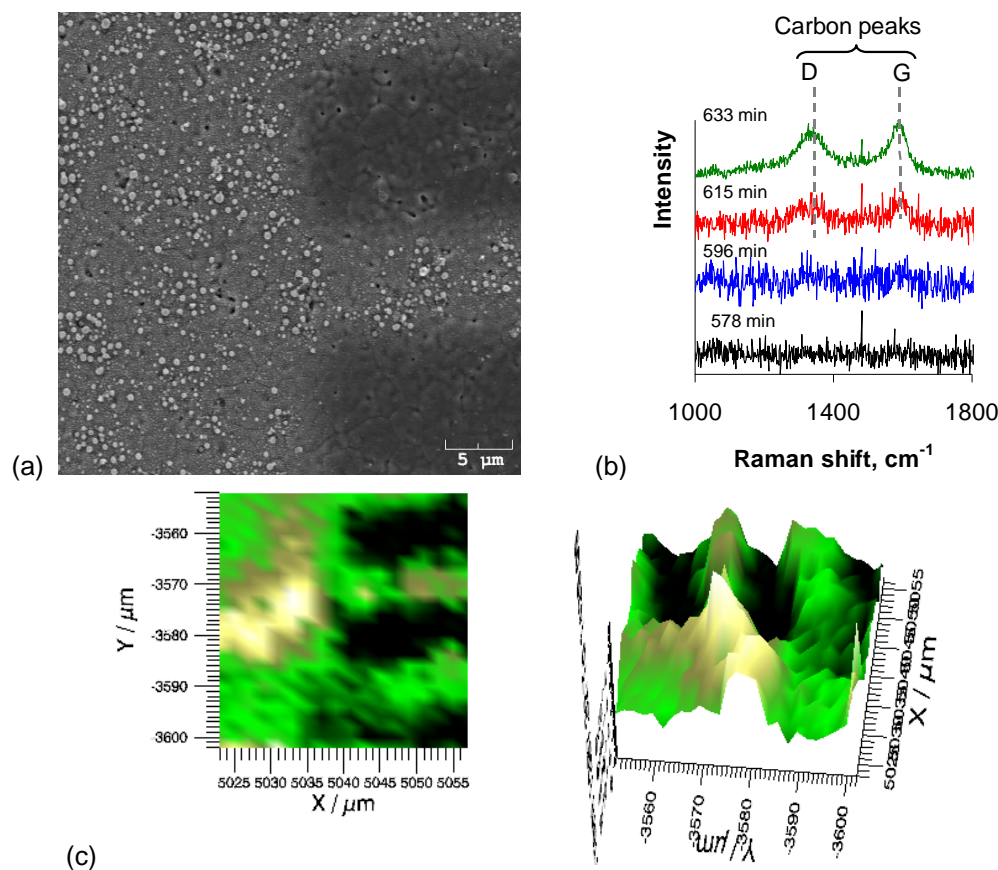 Carbon peaks
D G
633 min
615 min
596 min
578 min
Intensity
1000 1400 1800
Raman shift, cm-1
5 µm
(a)
(b)
-3560
-3570
-3580
-3590
-3600
Y / µm
5025 5030 5035 5040 5045 5050 5055
X / µm
X / µm
-3560 -3570 -3580 -3590 -3600
Y / µm
(c)